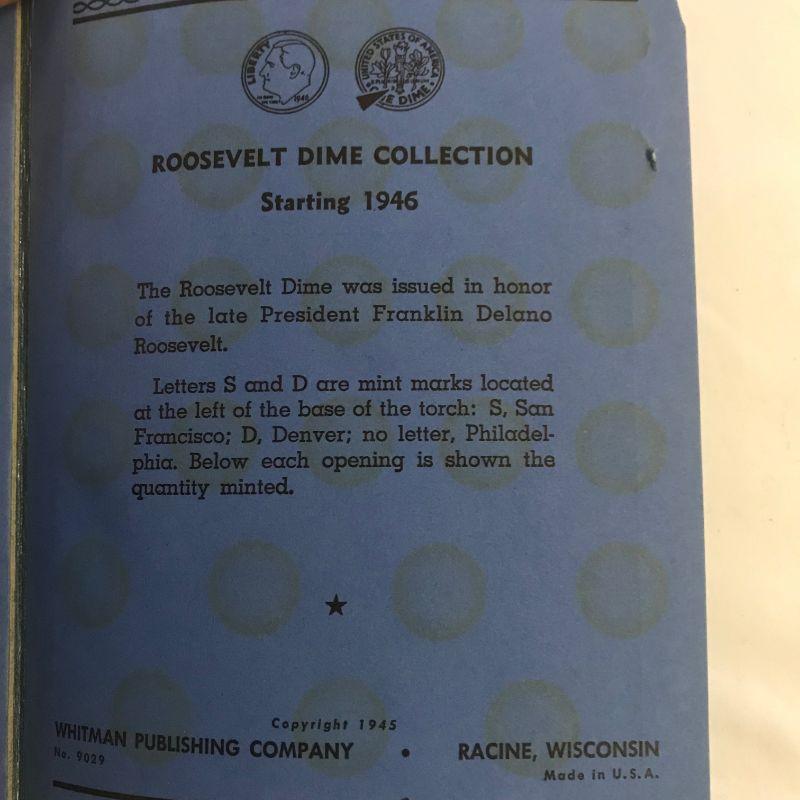 LIBERTY
1946
UNITED STATES OF AMERICA
DIME
ROOSEVELT DIME COLLECTION
Starting 1946
The Roosevelt Dime was issued in honor
of the late President Franklin Delano
Roosevelt.
Letters S and D are mint marks located
at the left of the base of the torch: S, San
Francisco; D, Denver; no letter, Philadel-
phia. Below each opening is shown the
quantity minted.
Copyright 1945
WHITMAN PUBLISHING COMPANY • RACINE, WISCONSIN
No. 9029
Made in U.S.A.